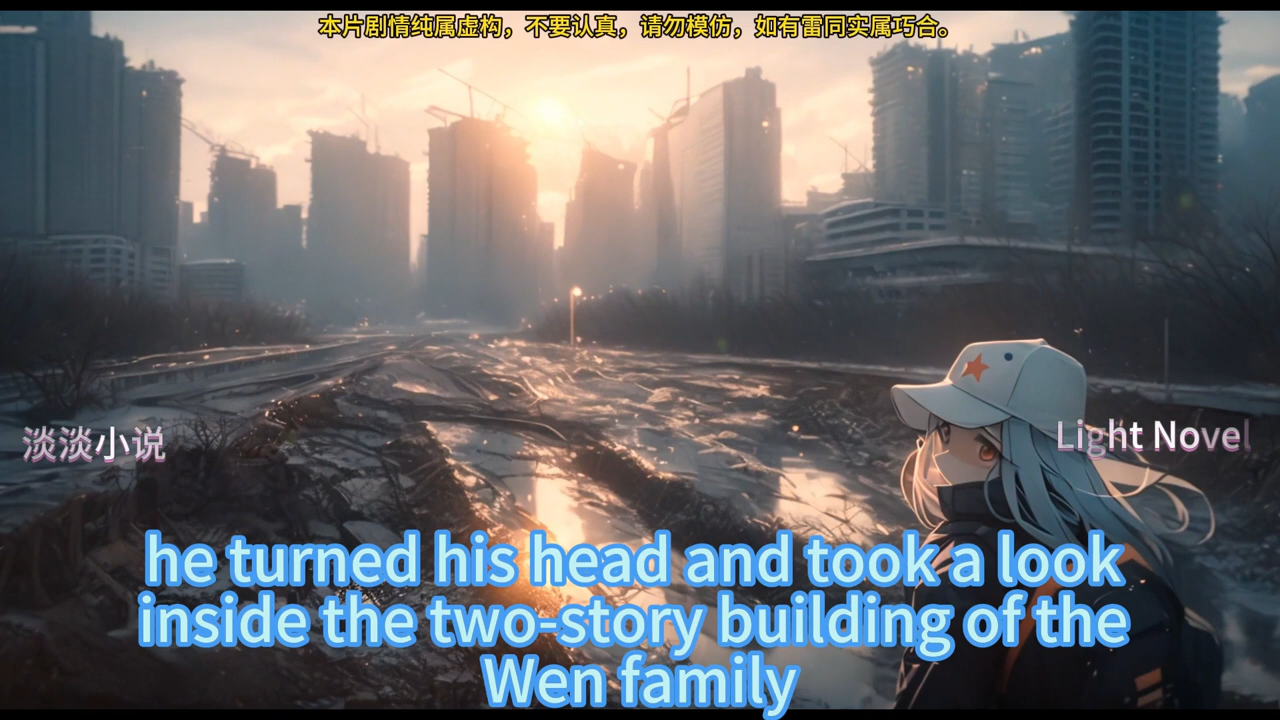 本片剧情纯属虚构，不要认真，请勿模仿，如有雷同实属巧合。
淡淡小说
Light Novel
he turned his head and took a look
inside the two-story building of the
Wen family